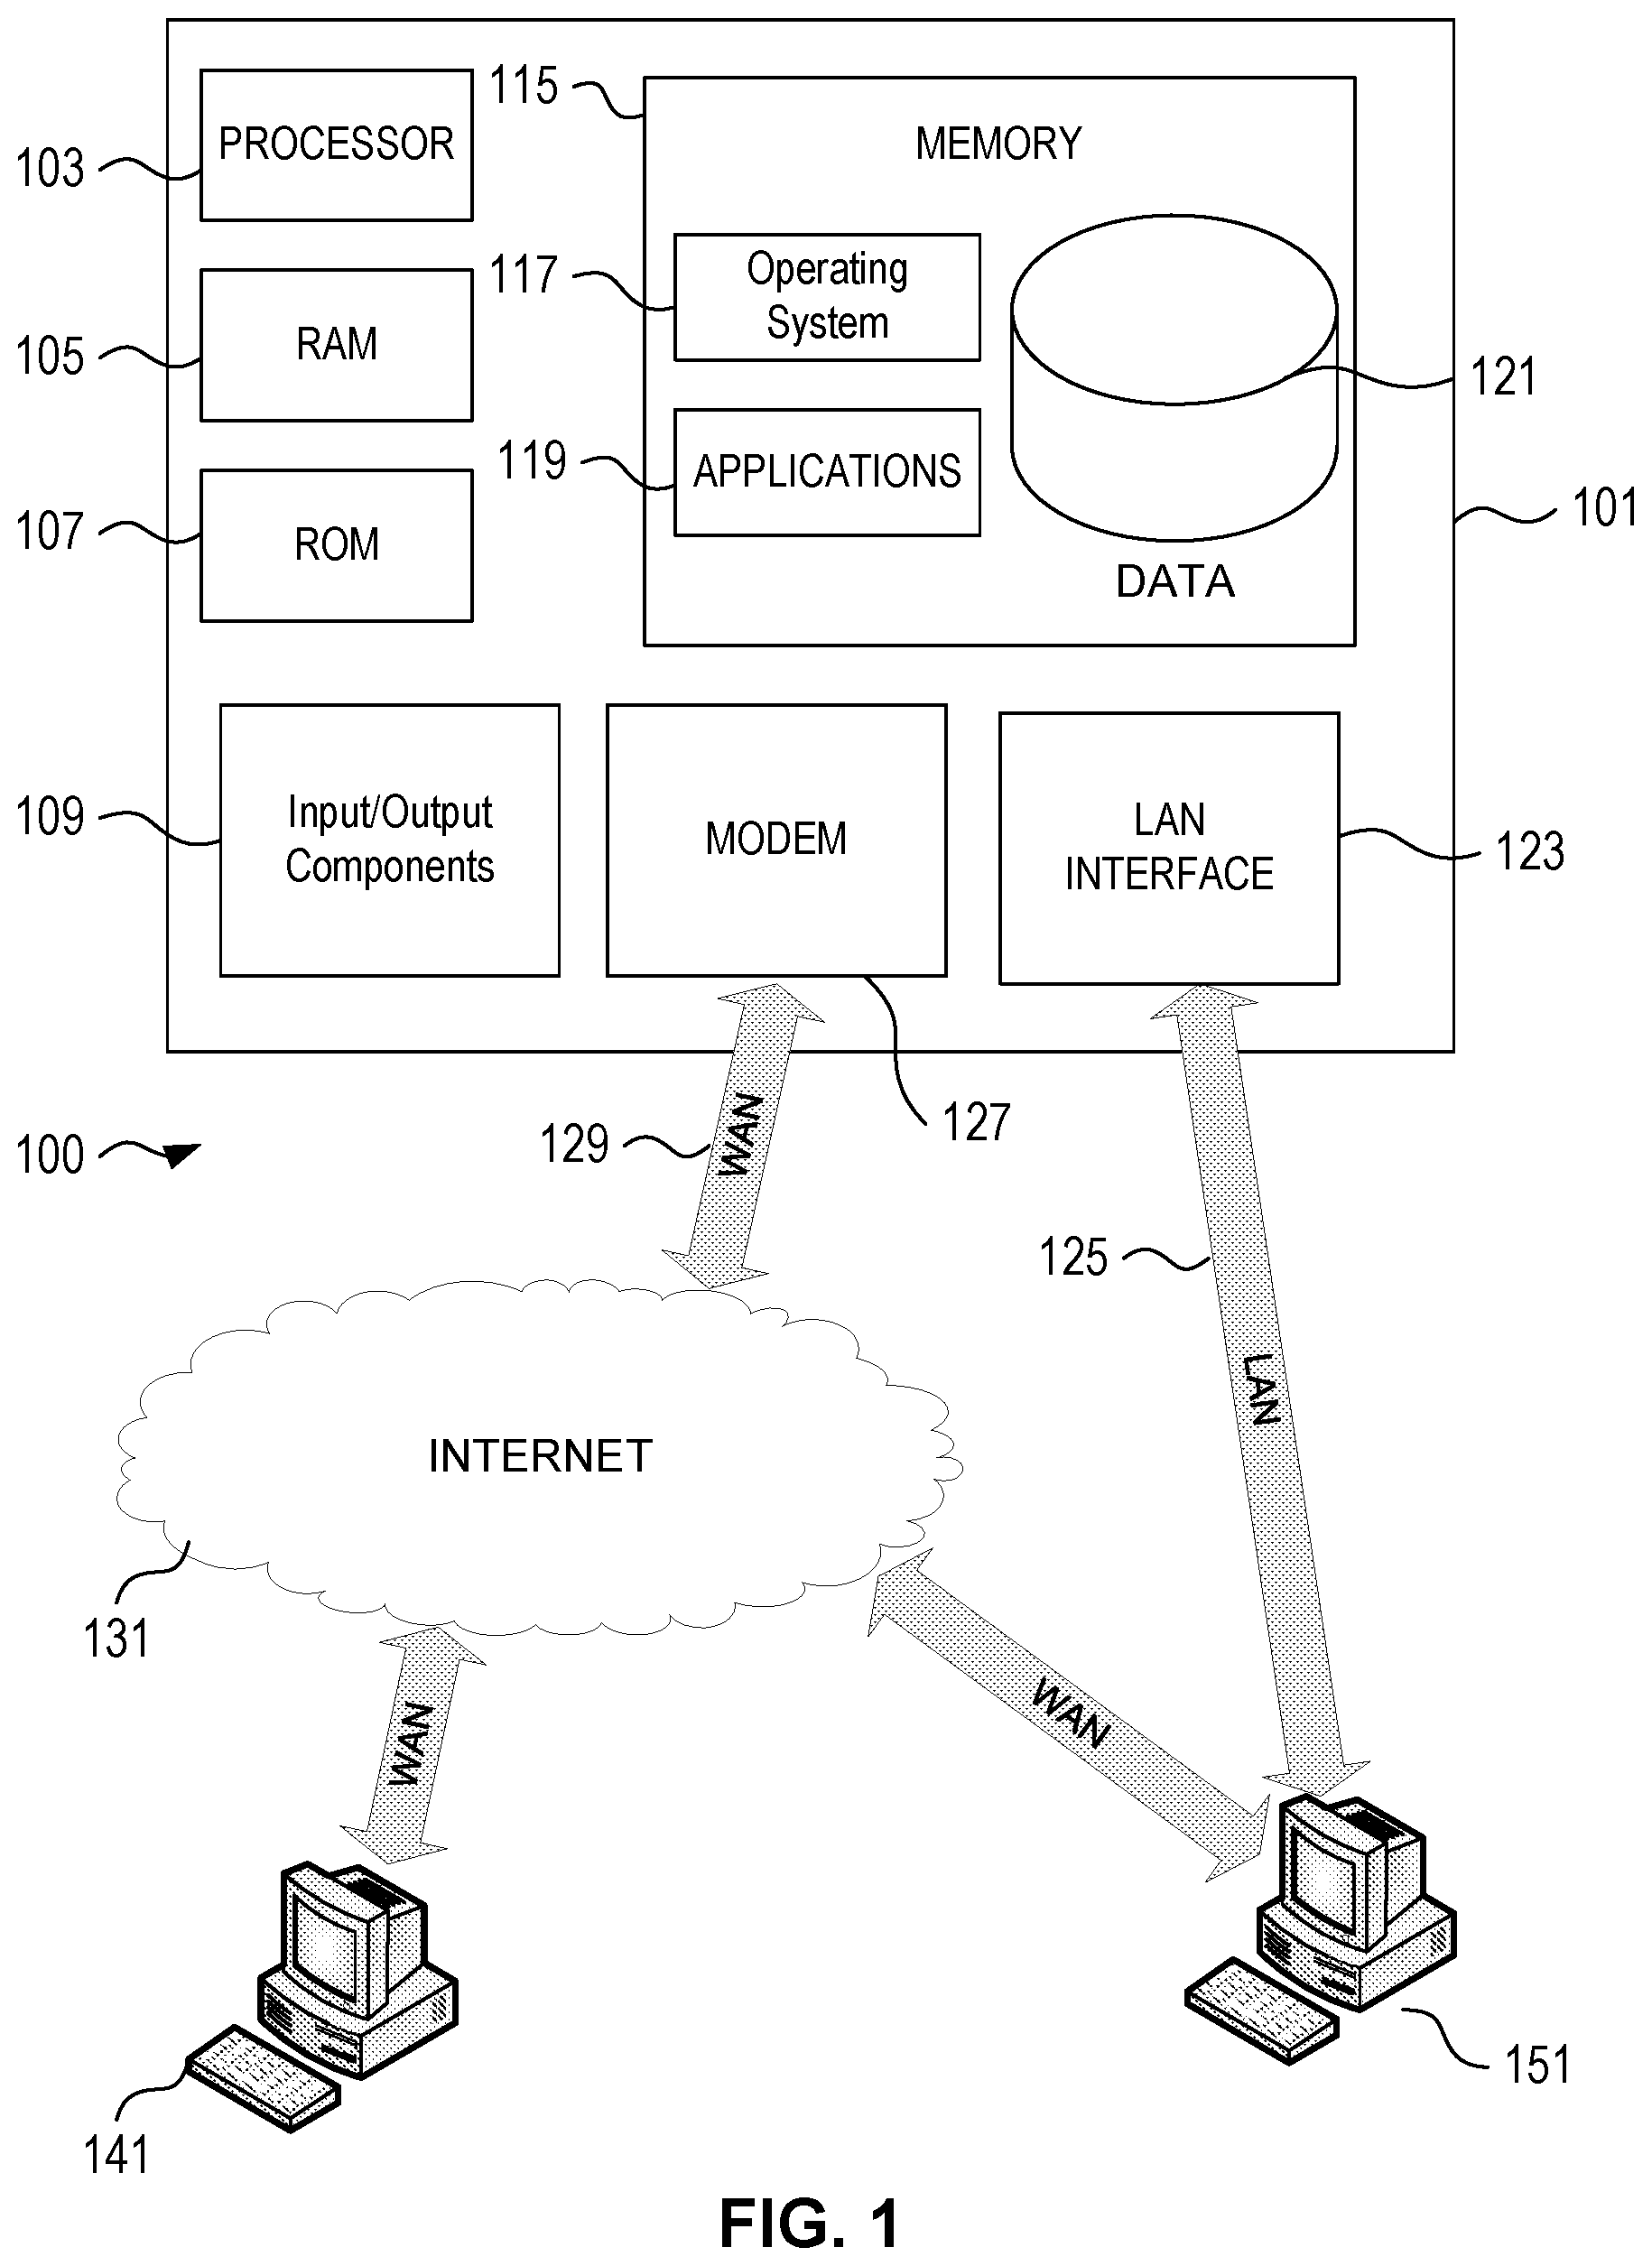 115
PROCESSOR
MEMORY
103
117
Operating
System
RAM
105
121
119
APPLICATIONS
107
ROM
101
DATA
109
Input/Output
Components
MODEM
LAN
INTERFACE
123
127
129
WAN
100
125
LAN
INTERNET
131
WAN
WAN
151
141
FIG. 1